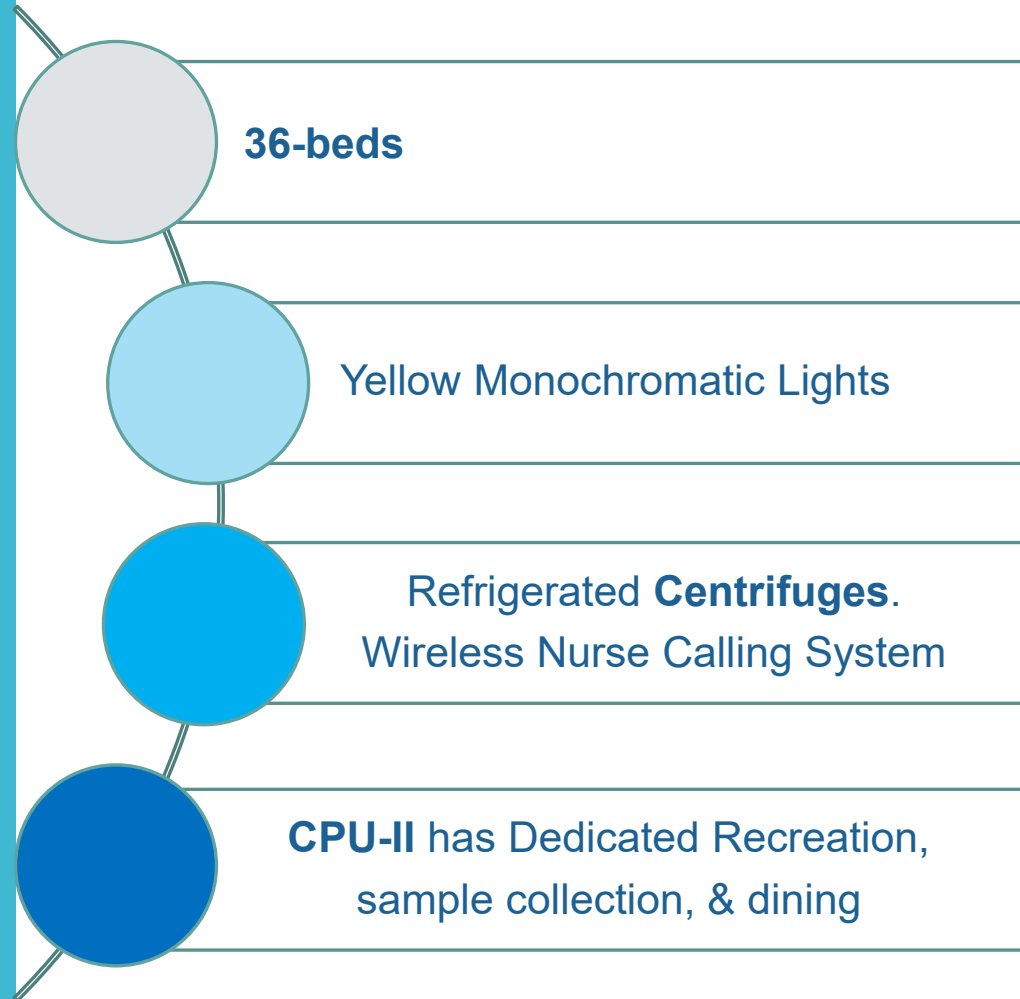 36-beds
Yellow Monochromatic Lights
Refrigerated Centrifuges.
Wireless Nurse Calling System
CPU-II has Dedicated Recreation,
sample collection, & dining